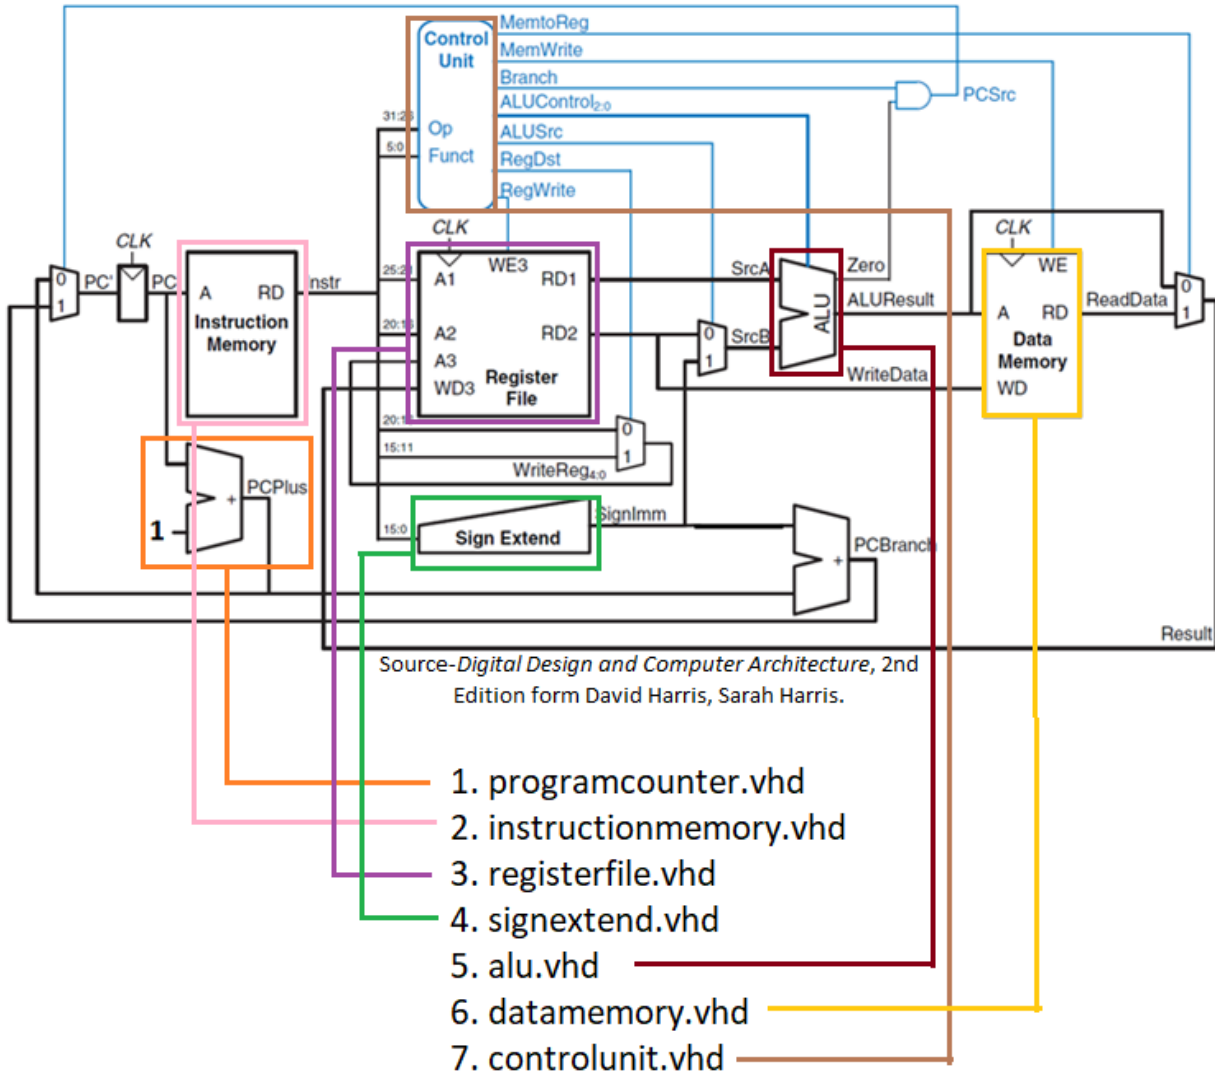 MemtoReg
Control
Unit
MemWrite
Branch
ALUControl2:0
PCSrc
ALUSrc
31:26
Op
5:0
Funct
RegDst
RegWrite
CLK
CLK
CLK
0
1
PC'
PC
A
RD
Instruction
Memory
Instr
25:21
A1
WE3
RD1
SrcA
Zero
WE
ALU
ALUResult
A
RD
ReadData
0
1
20:16
A2
RD2
0
1
SrcB
Data
Memory
A3
WD3
Register
File
WriteData
WD
20:16
0
15:11
1
WriteReg4:0
PCPlus
+
1
15:0
Sign Extend
SignImm
PCBranch
+
Result
Source-Digital Design and Computer Architecture, 2nd
Edition form David Harris, Sarah Harris.
1. programcounter.vhd
2. instructionmemory.vhd
3. registerfile.vhd
4. signextend.vhd
5. alu.vhd
6. datamemory.vhd
7. controlunit.vhd